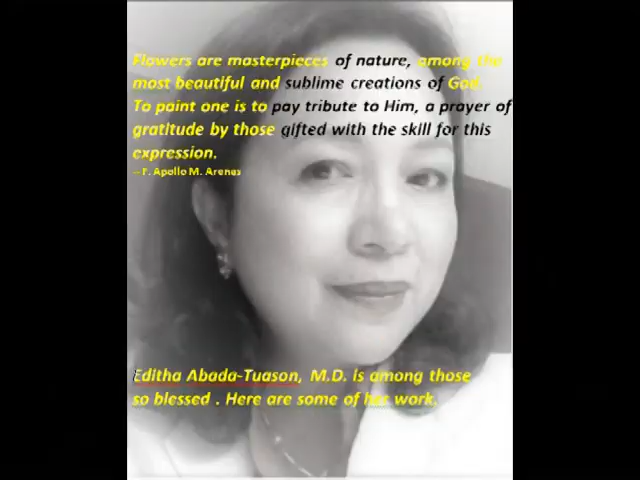 Flowers are masterpieces of nature, among the
most beautiful and sublime creations of God.
To paint one is to pay tribute to Him, a prayer of
gratitude by those gifted with the skill for this
expression.
-- F. Apollo M. Arenas
Editha Abada-Tuason, M.D. is among those
so blessed . Here are some of her work.